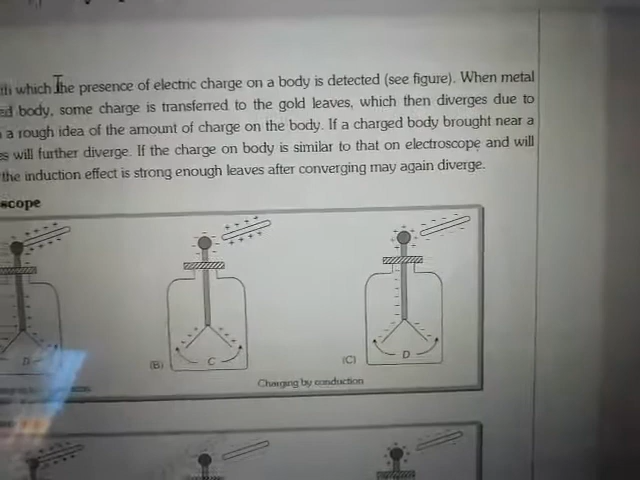 which the presence of electric charge on a body is detected (see figure). When metal
body, some charge is transferred to the gold leaves, which then diverges due to
a rough idea of the amount of charge on the body. If a charged body brought near a
will further diverge. If the charge on body is similar to that on electroscope and will
the induction effect is strong enough leaves after converging may again diverge.
scope
D
(B)
C
(C)
D
Charging by conduction